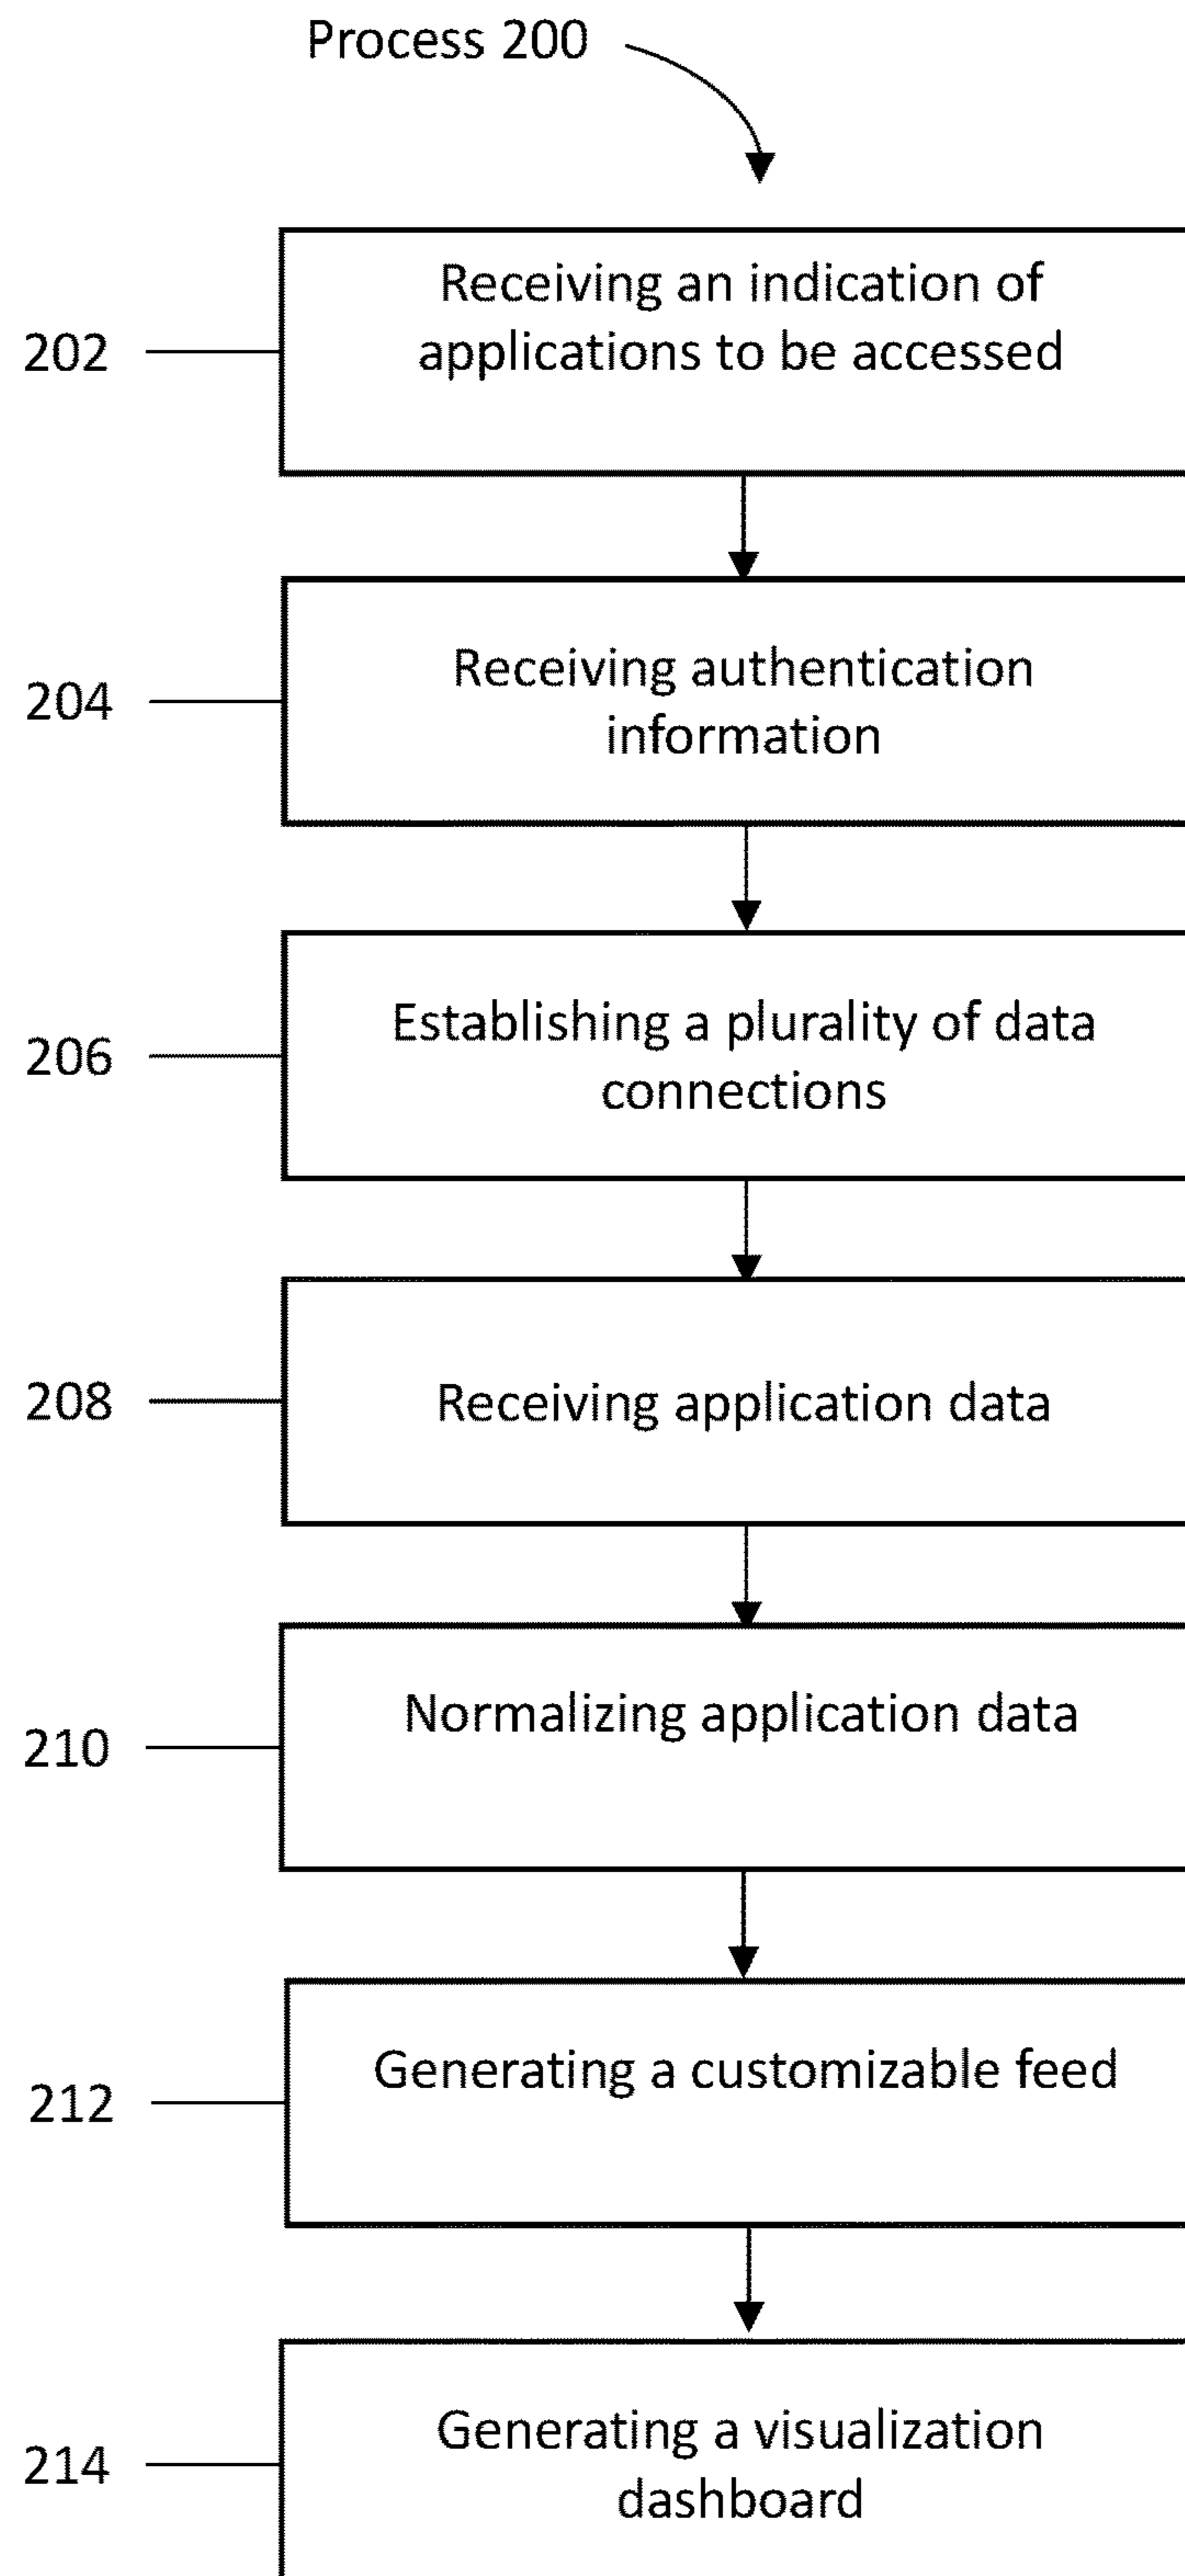 Process 200
202
Receiving an indication of
applications to be accessed
204
Receiving authentication
information
206
Establishing a plurality of data
connections
208
Receiving application data
210
Normalizing application data
212
Generating a customizable feed
214
Generating a visualization
dashboard